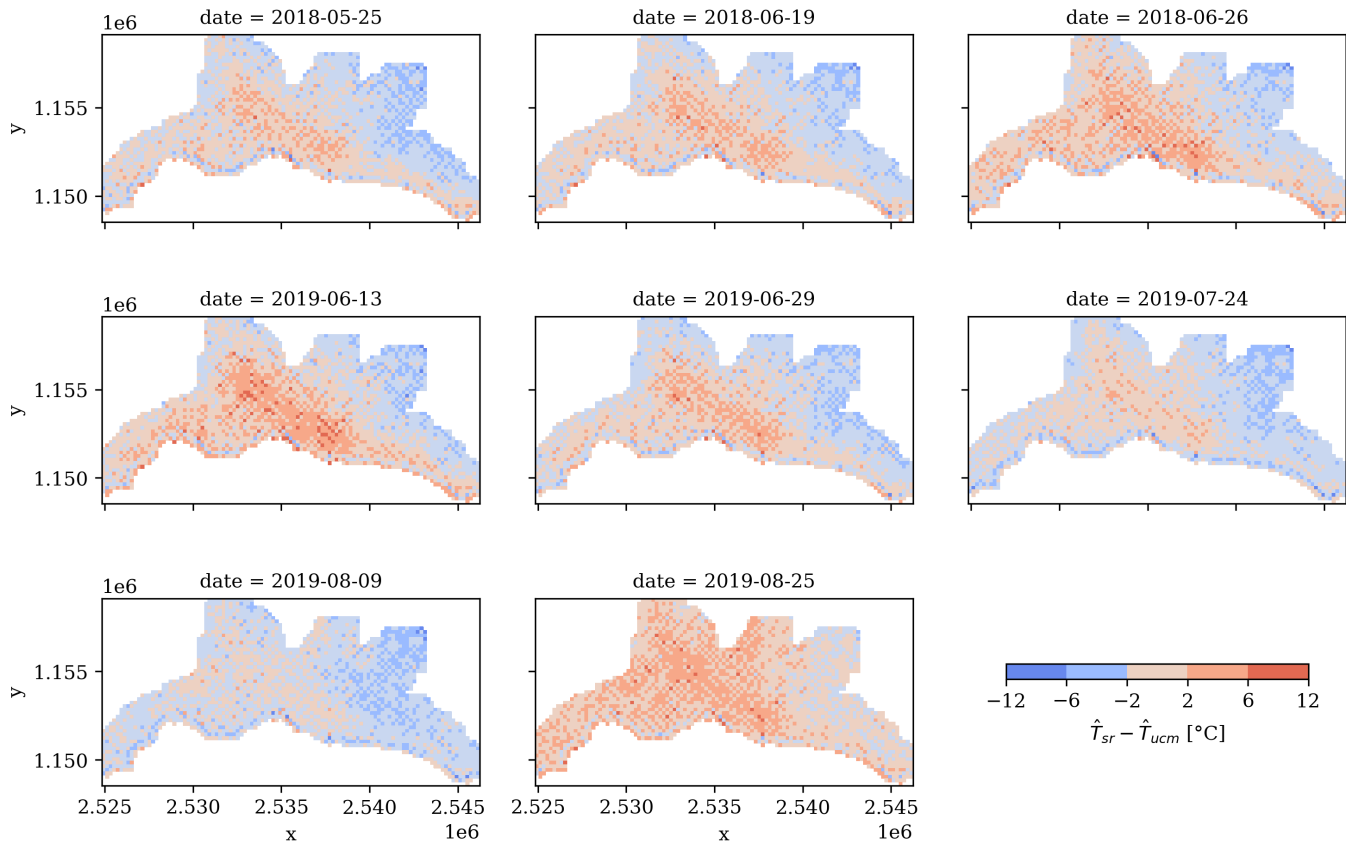 1e6
date = 2018-05-25
date = 2018-06-19
date = 2018-06-26
y
1.155
1.150
1e6
date = 2019-06-13
date = 2019-06-29
date = 2019-07-24
y
1.155
1.150
1e6
date = 2019-08-09
date = 2019-08-25
y
1.155
1.150
2.525 2.530 2.535 2.540 2.545
x
1e6
2.525 2.530 2.535 2.540 2.545
x
1e6
−12 −6 −2 2 6 12
T̂sr − T̂ucm [°C]